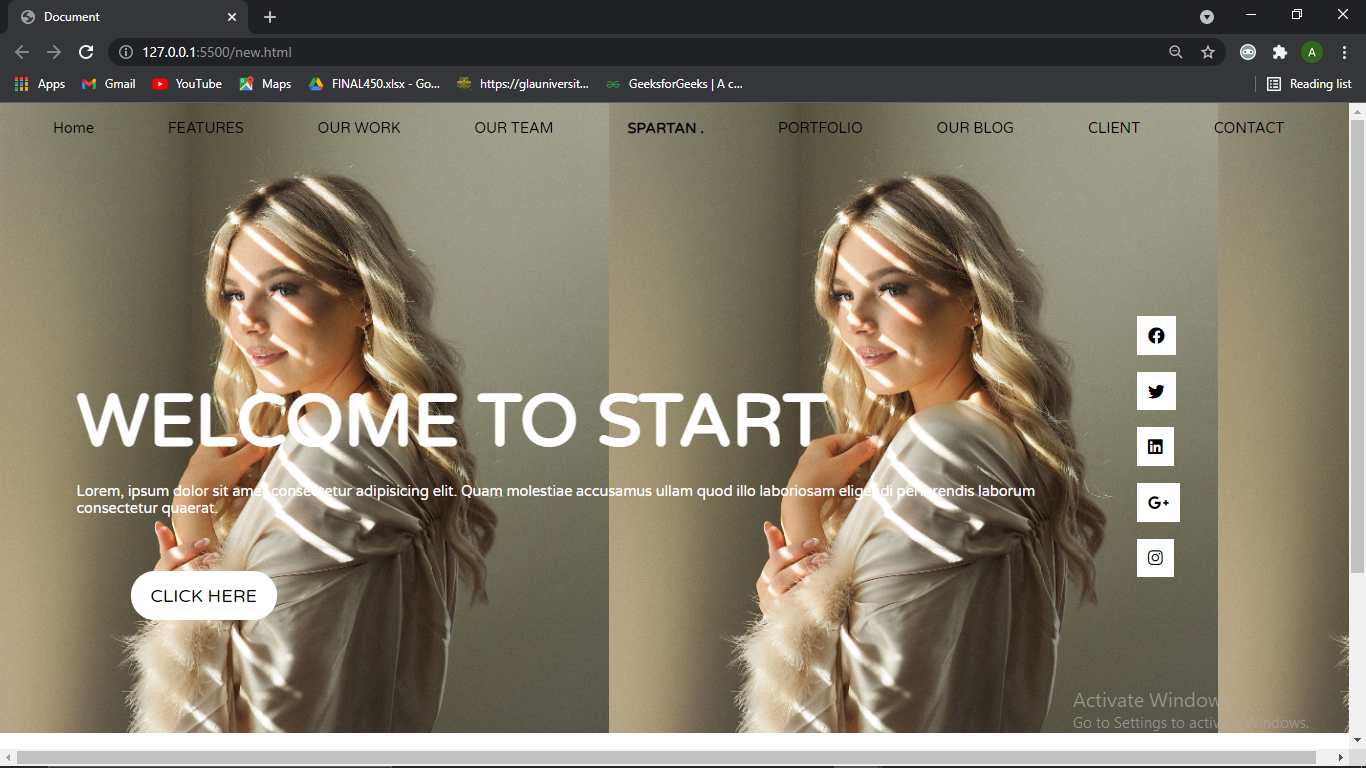 Document
127.0.0.1:5500/new.html
A
Apps Gmail YouTube Maps FINAL450.xlsx - Go... https://glauniversit... GeeksforGeeks | A c... Reading list
Home FEATURES OUR WORK OUR TEAM SPARTAN . PORTFOLIO OUR BLOG CLIENT CONTACT
WELCOME TO START
Lorem, ipsum dolor sit amet consectetur adipisicing elit. Quam molestiae accusamus ullam quod illo laboriosam eligendi perferendis laborum
consectetur quaerat.
CLICK HERE
Activate Windows
Go to Settings to activate Windows.